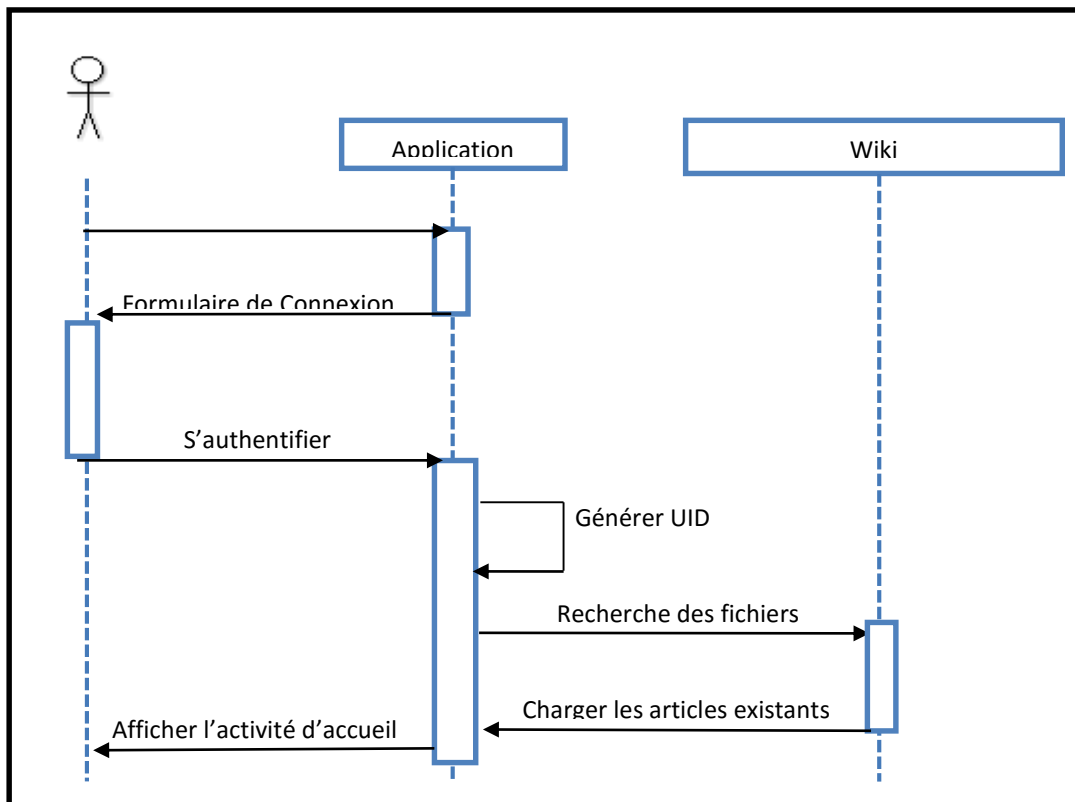 Application
Wiki
Formulaire de Connexion
S’authentifier
Générer UID
Recherche des fichiers
Charger les articles existants
Afficher l’activité d’accueil